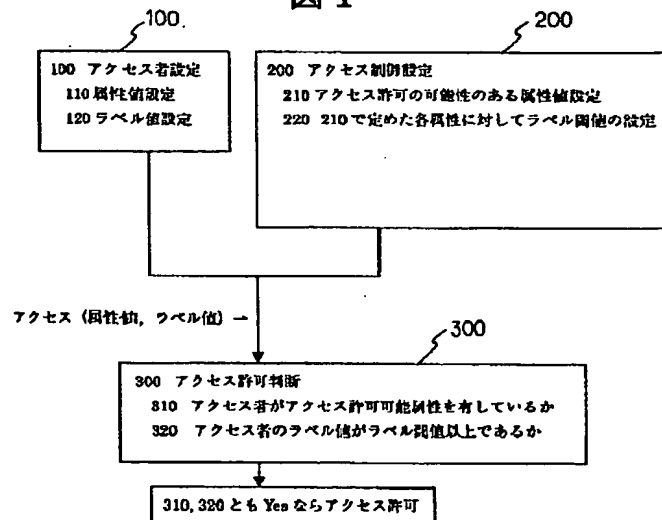 図1
100
100 アクセス者設定
110 属性値設定
120 ラベル値設定
200
200 アクセス制御設定
210 アクセス許可の可能性のある属性値設定
220 210で定めた各属性に対してラベル閾値の設定
アクセス（属性値，ラベル値）→
300
300 アクセス許可判断
310 アクセス者がアクセス許可可能属性を有しているか
320 アクセス者のラベル値がラベル閾値以上であるか
310, 320 とも Yes ならアクセス許可